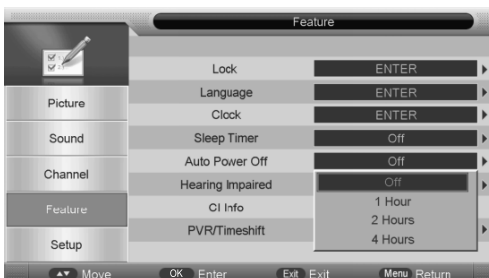 Feature
Lock ENTER
Language ENTER
Clock ENTER
Sleep Timer Off
Auto Power Off Off
Hearing Impaired Off
CI Info 1 Hour
2 Hours
PVR/Timeshift 4 Hours
Picture
Sound
Channel
Feature
Setup
▲▼ Move OK Enter Exit Exit Menu Return